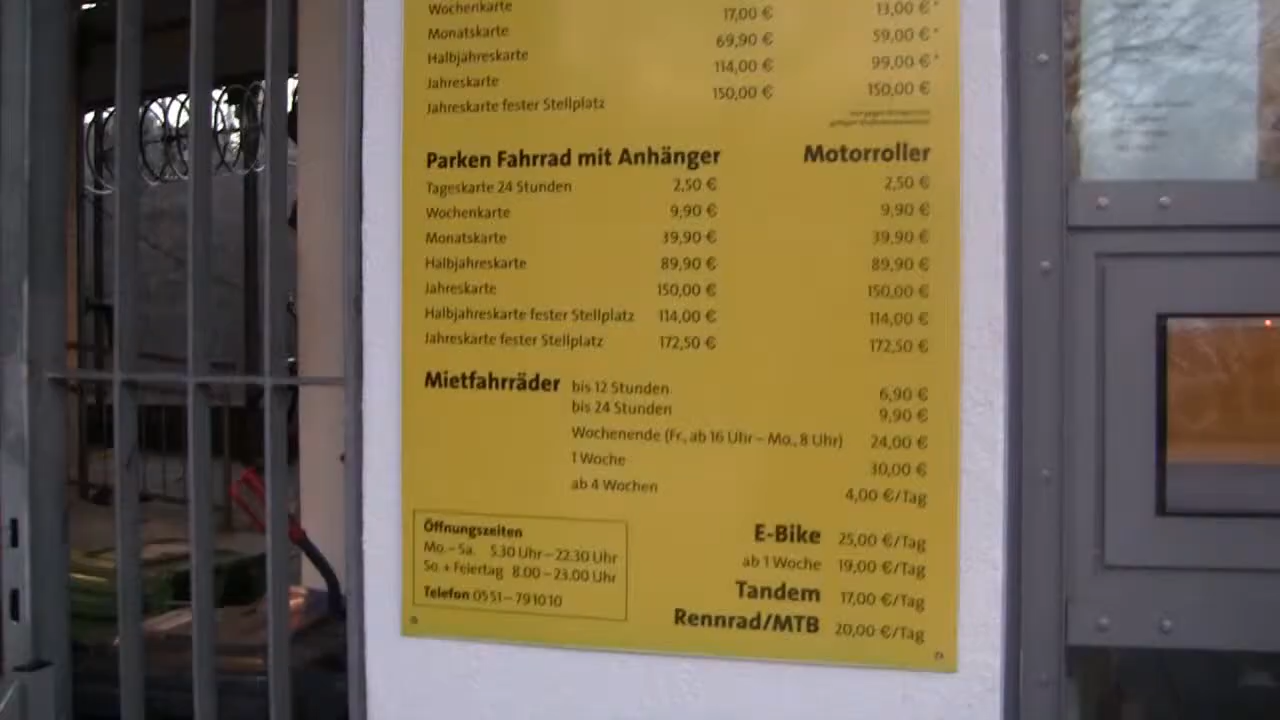 Wochenkarte 17,00 € 13,00 €*
Monatskarte 69,90 € 59,00 €*
Halbjahreskarte 114,00 € 99,00 €*
Jahreskarte 150,00 € 150,00 €
Jahreskarte fester Stellplatz
Parken Fahrrad mit Anhänger Motorroller
Tageskarte 24 Stunden 2,50 € 2,50 €
Wochenkarte 9,90 € 9,90 €
Monatskarte 39,90 € 39,90 €
Halbjahreskarte 89,90 € 89,90 €
Jahreskarte 150,00 € 150,00 €
Halbjahreskarte fester Stellplatz 114,00 € 114,00 €
Jahreskarte fester Stellplatz 172,50 € 172,50 €
Mietfahrräder bis 12 Stunden 6,90 €
bis 24 Stunden 9,90 €
Wochenende (Fr., ab 16 Uhr – Mo., 8 Uhr) 24,00 €
1 Woche 30,00 €
ab 4 Wochen 4,00 €/Tag
Öffnungszeiten
Mo. – Sa. 5.30 Uhr – 22.30 Uhr
So. + Feiertag 8.00 – 23.00 Uhr
Telefon 0551 – 791010
E-Bike 25,00 €/Tag
ab 1 Woche 19,00 €/Tag
Tandem 17,00 €/Tag
Rennrad/MTB 20,00 €/Tag